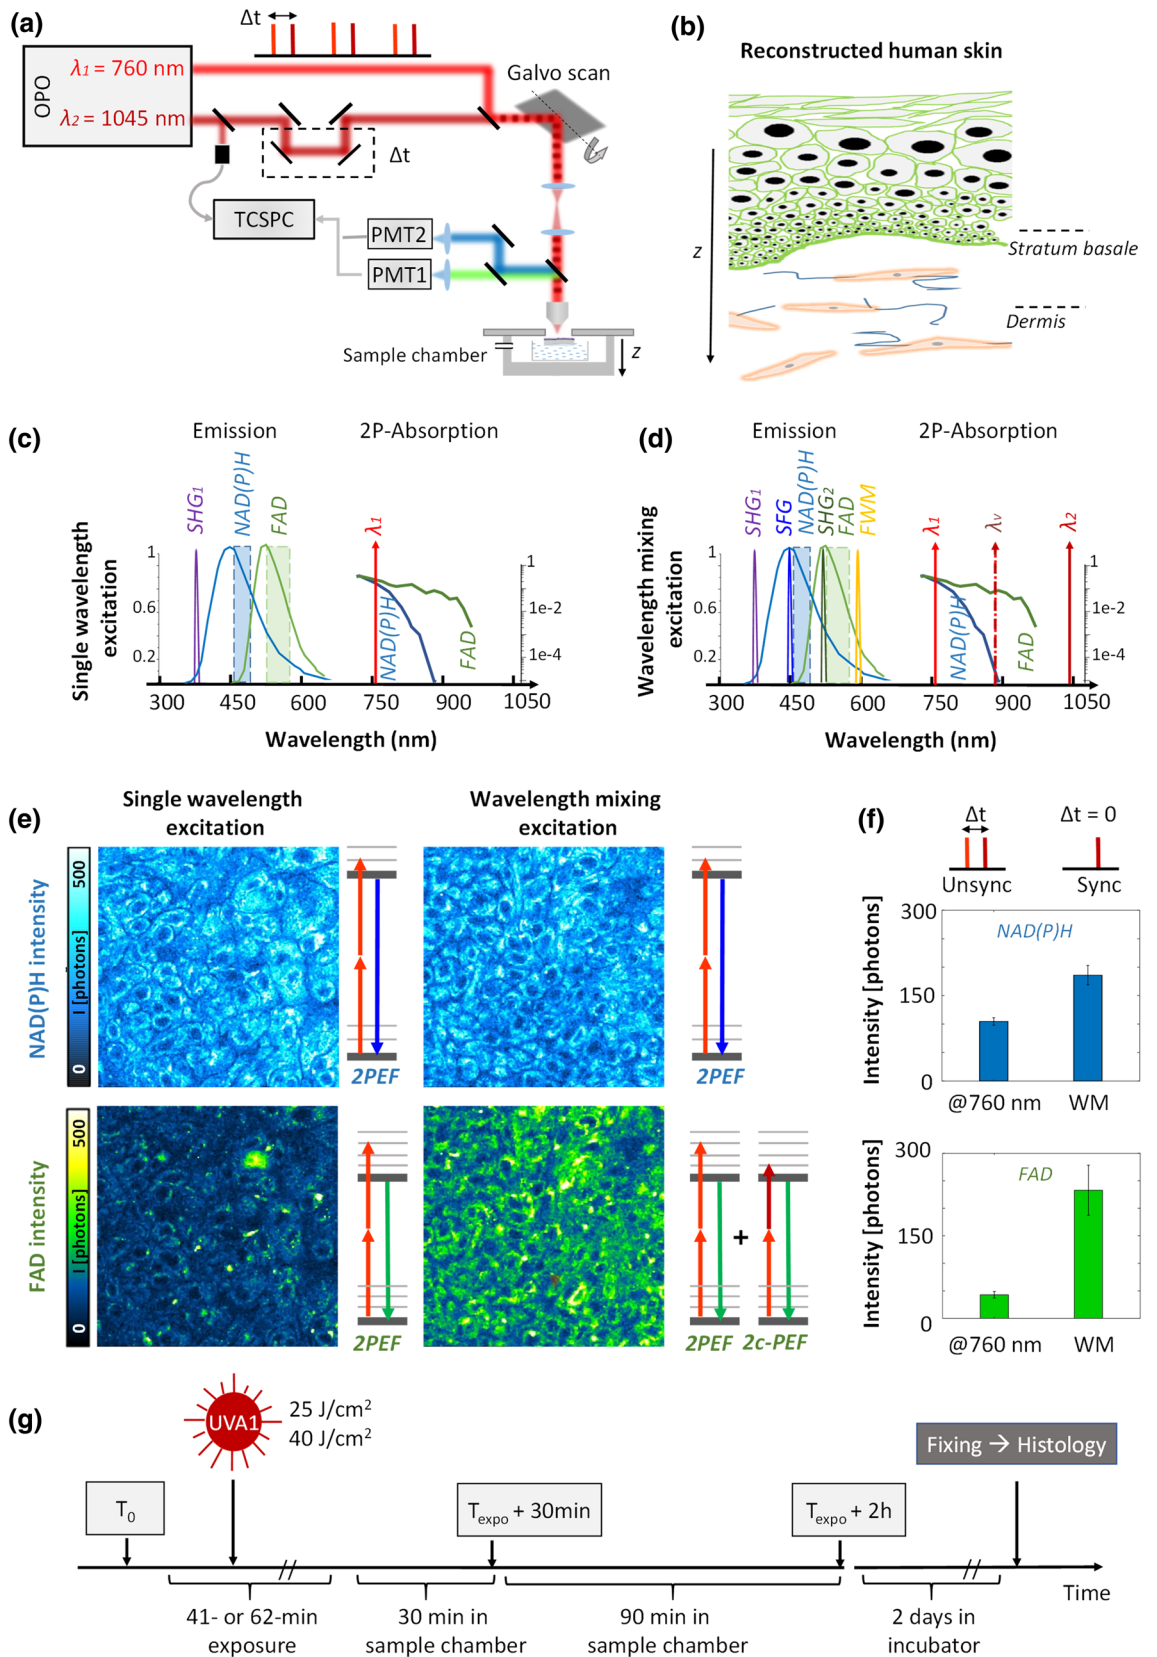 (a)
Δt
OPO
λ1 = 760 nm
λ2 = 1045 nm
Galvo scan
Δt
TCSPC
PMT2
PMT1
Sample chamber
z
(b)
Reconstructed human skin
z
Stratum basale
Dermis
(c)
Emission
2P-Absorption
Single wavelength
excitation
SHG1
NAD(P)H
FAD
λ1
NAD(P)H
FAD
1
0.6
0.2
1
1e-2
1e-4
300 450 600 750 900 1050
Wavelength (nm)
(d)
Emission
2P-Absorption
Wavelength mixing
excitation
SHG1
SFG
NAD(P)H
SHG2
FAD
FWM
λ1
λv
λ2
NAD(P)H
FAD
1
0.6
0.2
1
1e-2
1e-4
300 450 600 750 900 1050
Wavelength (nm)
(e)
Single wavelength
excitation
Wavelength mixing
excitation
NAD(P)H intensity
0 I [photons] 500
2PEF
2PEF
FAD intensity
0 I [photons] 500
2PEF
2PEF + 2c-PEF
(f)
Δt
Δt = 0
Unsync
Sync
Intensity [photons]
300
150
0
NAD(P)H
@760 nm WM
Intensity [photons]
300
150
0
FAD
@760 nm WM
(g)
UVA1
25 J/cm2
40 J/cm2
Fixing → Histology
T0
Texpo + 30min
Texpo + 2h
Time
41- or 62-min
exposure
30 min in
sample chamber
90 min in
sample chamber
2 days in
incubator